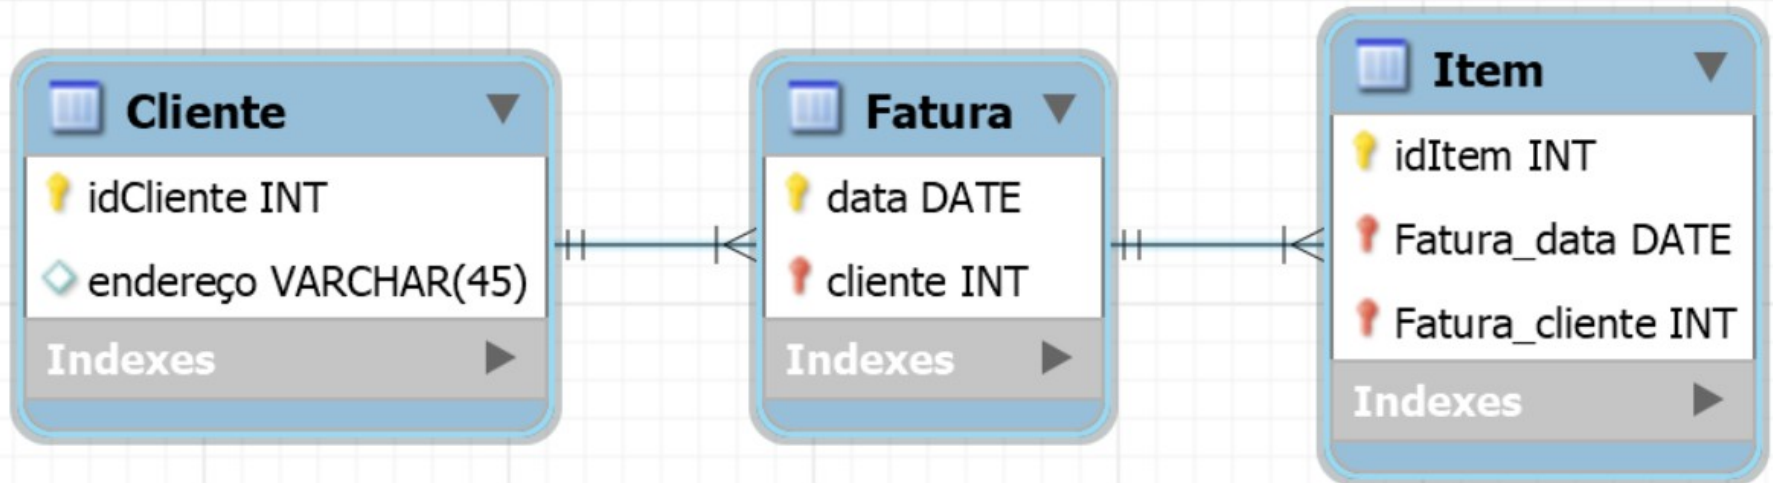 Cliente
idCliente INT
endereço VARCHAR(45)
Indexes
Fatura
data DATE
cliente INT
Indexes
Item
idItem INT
Fatura_data DATE
Fatura_cliente INT
Indexes